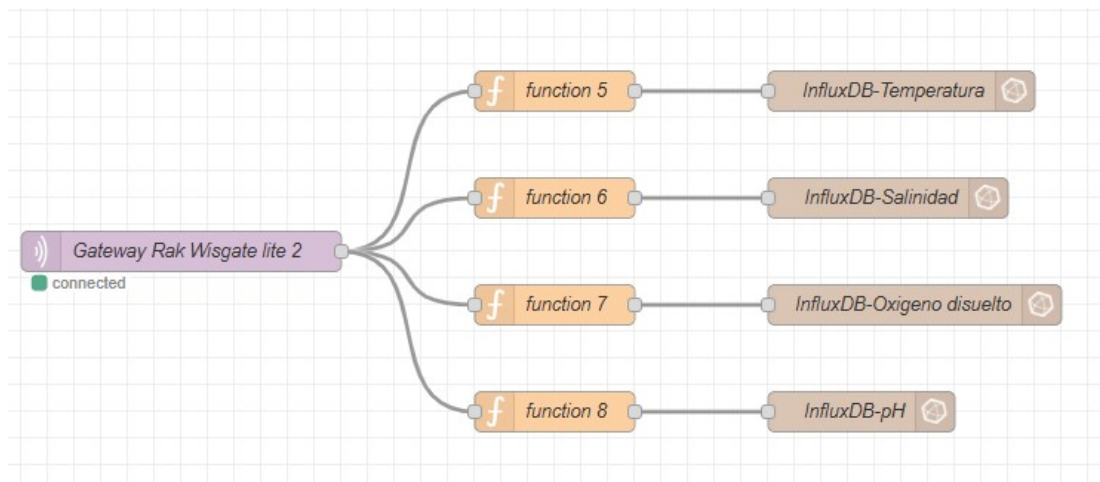 function 5
InfluxDB-Temperatura
function 6
InfluxDB-Salinidad
Gateway Rak Wisgate lite 2
connected
function 7
InfluxDB-Oxigeno disuelto
function 8
InfluxDB-pH